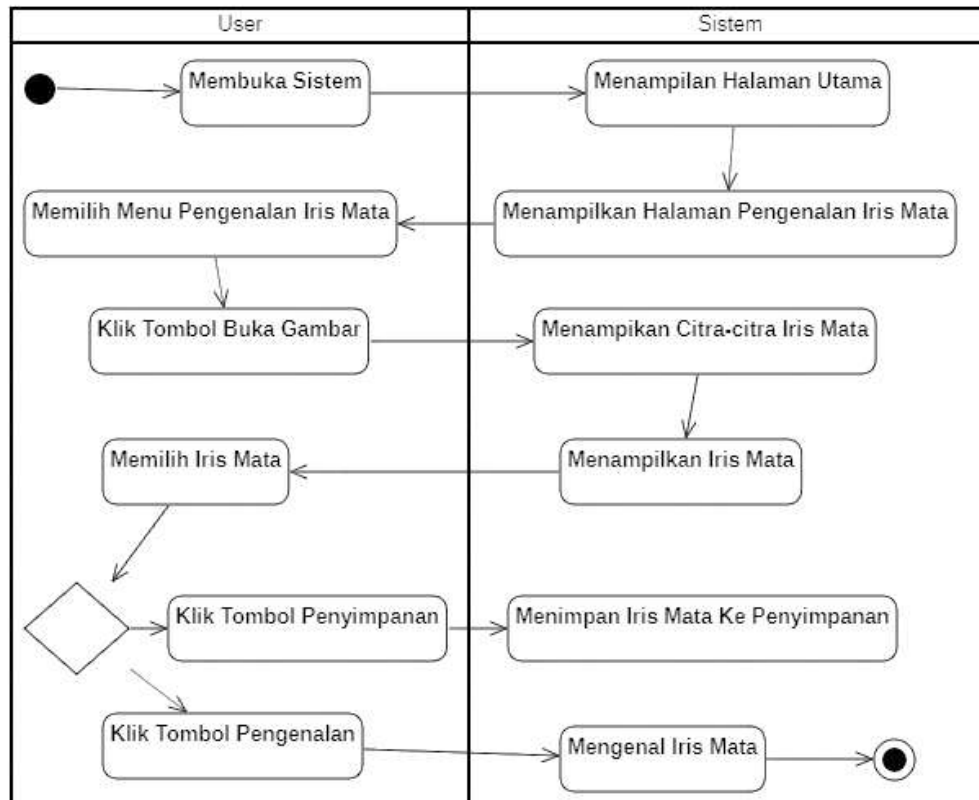 User
Sistem
Membuka Sistem
Menampilan Halaman Utama
Memilih Menu Pengenalan Iris Mata
Menampilkan Halaman Pengenalan Iris Mata
Klik Tombol Buka Gambar
Menampikan Citra-citra Iris Mata
Memilih Iris Mata
Menampilkan Iris Mata
Klik Tombol Penyimpanan
Menimpan Iris Mata Ke Penyimpanan
Klik Tombol Pengenalan
Mengenal Iris Mata